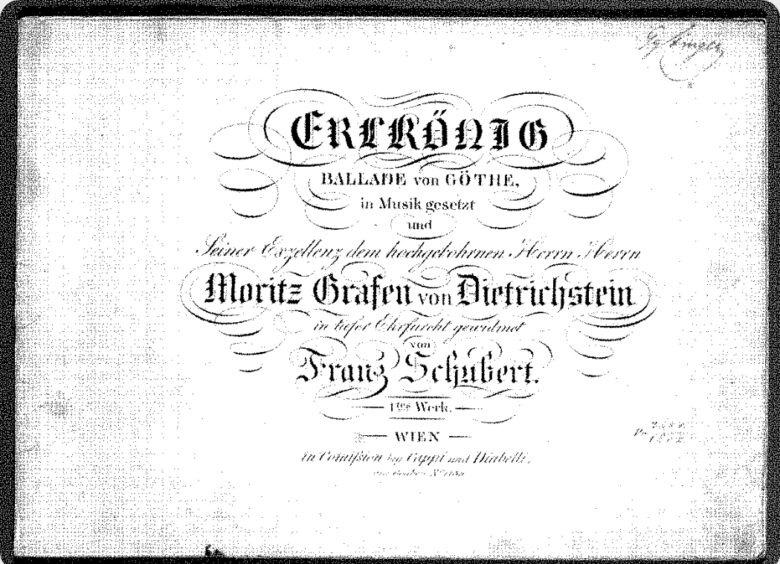 ERLKÖNIG
BALLADE von GÖTHE,
in Musik gesetzt
und
Seiner Exzellenz dem hochgebohrnen Herrn Herrn
Moritz Grafen von Dietrichstein
in tiefer Ehrfurcht gewidmet
von
Franz Schubert.
1tes Werk.
WIEN
in Comißion bey Cappi und Diabelli.